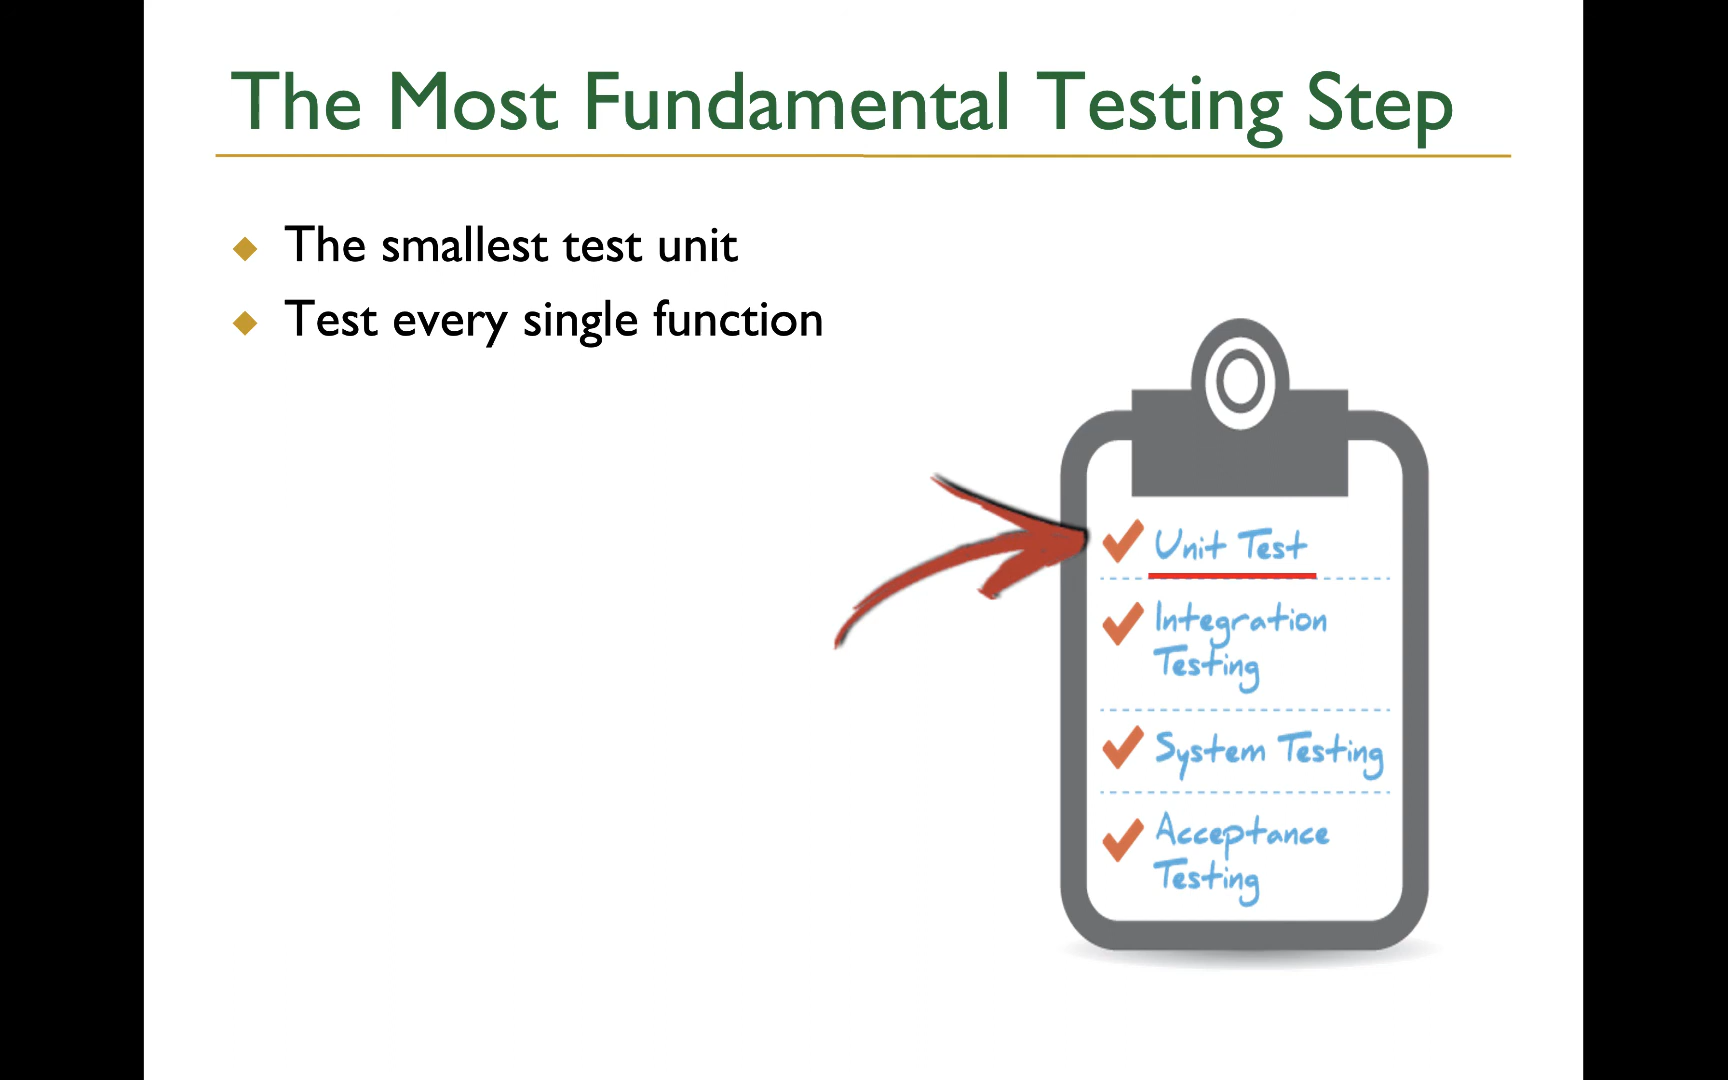 The Most Fundamental Testing Step
The smallest test unit
Test every single function
Unit Test
Integration
Testing
System Testing
Acceptance
Testing